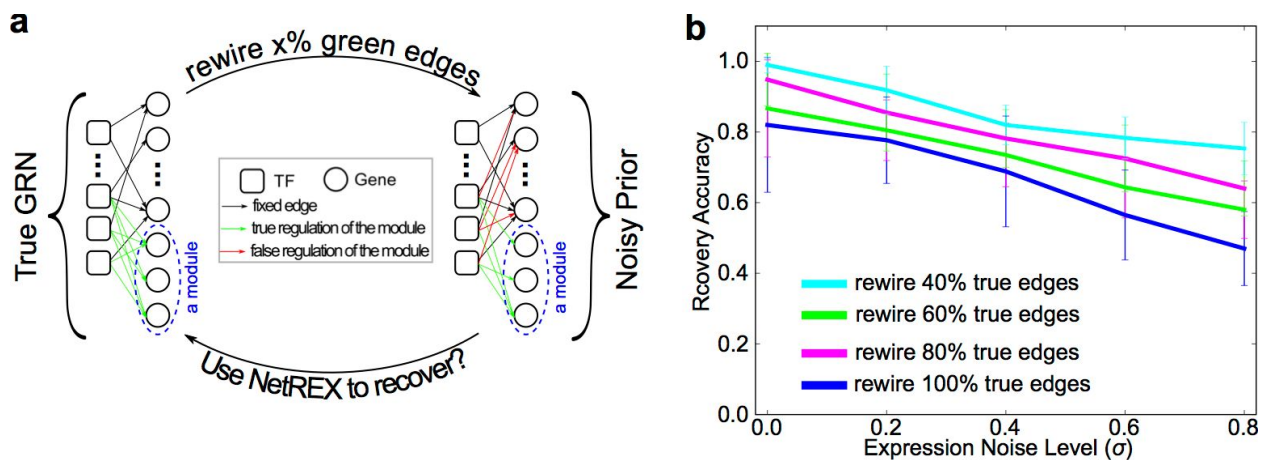 a
rewire x% green edges
True GRN
TF
Gene
fixed edge
true regulation of the module
false regulation of the module
a module
a module
Noisy Prior
Use NetREX to recover?
b
Rcovery Accuracy
1.0
0.8
0.6
0.4
0.2
0.0
rewire 40% true edges
rewire 60% true edges
rewire 80% true edges
rewire 100% true edges
0.0 0.2 0.4 0.6 0.8
Expression Noise Level (σ)